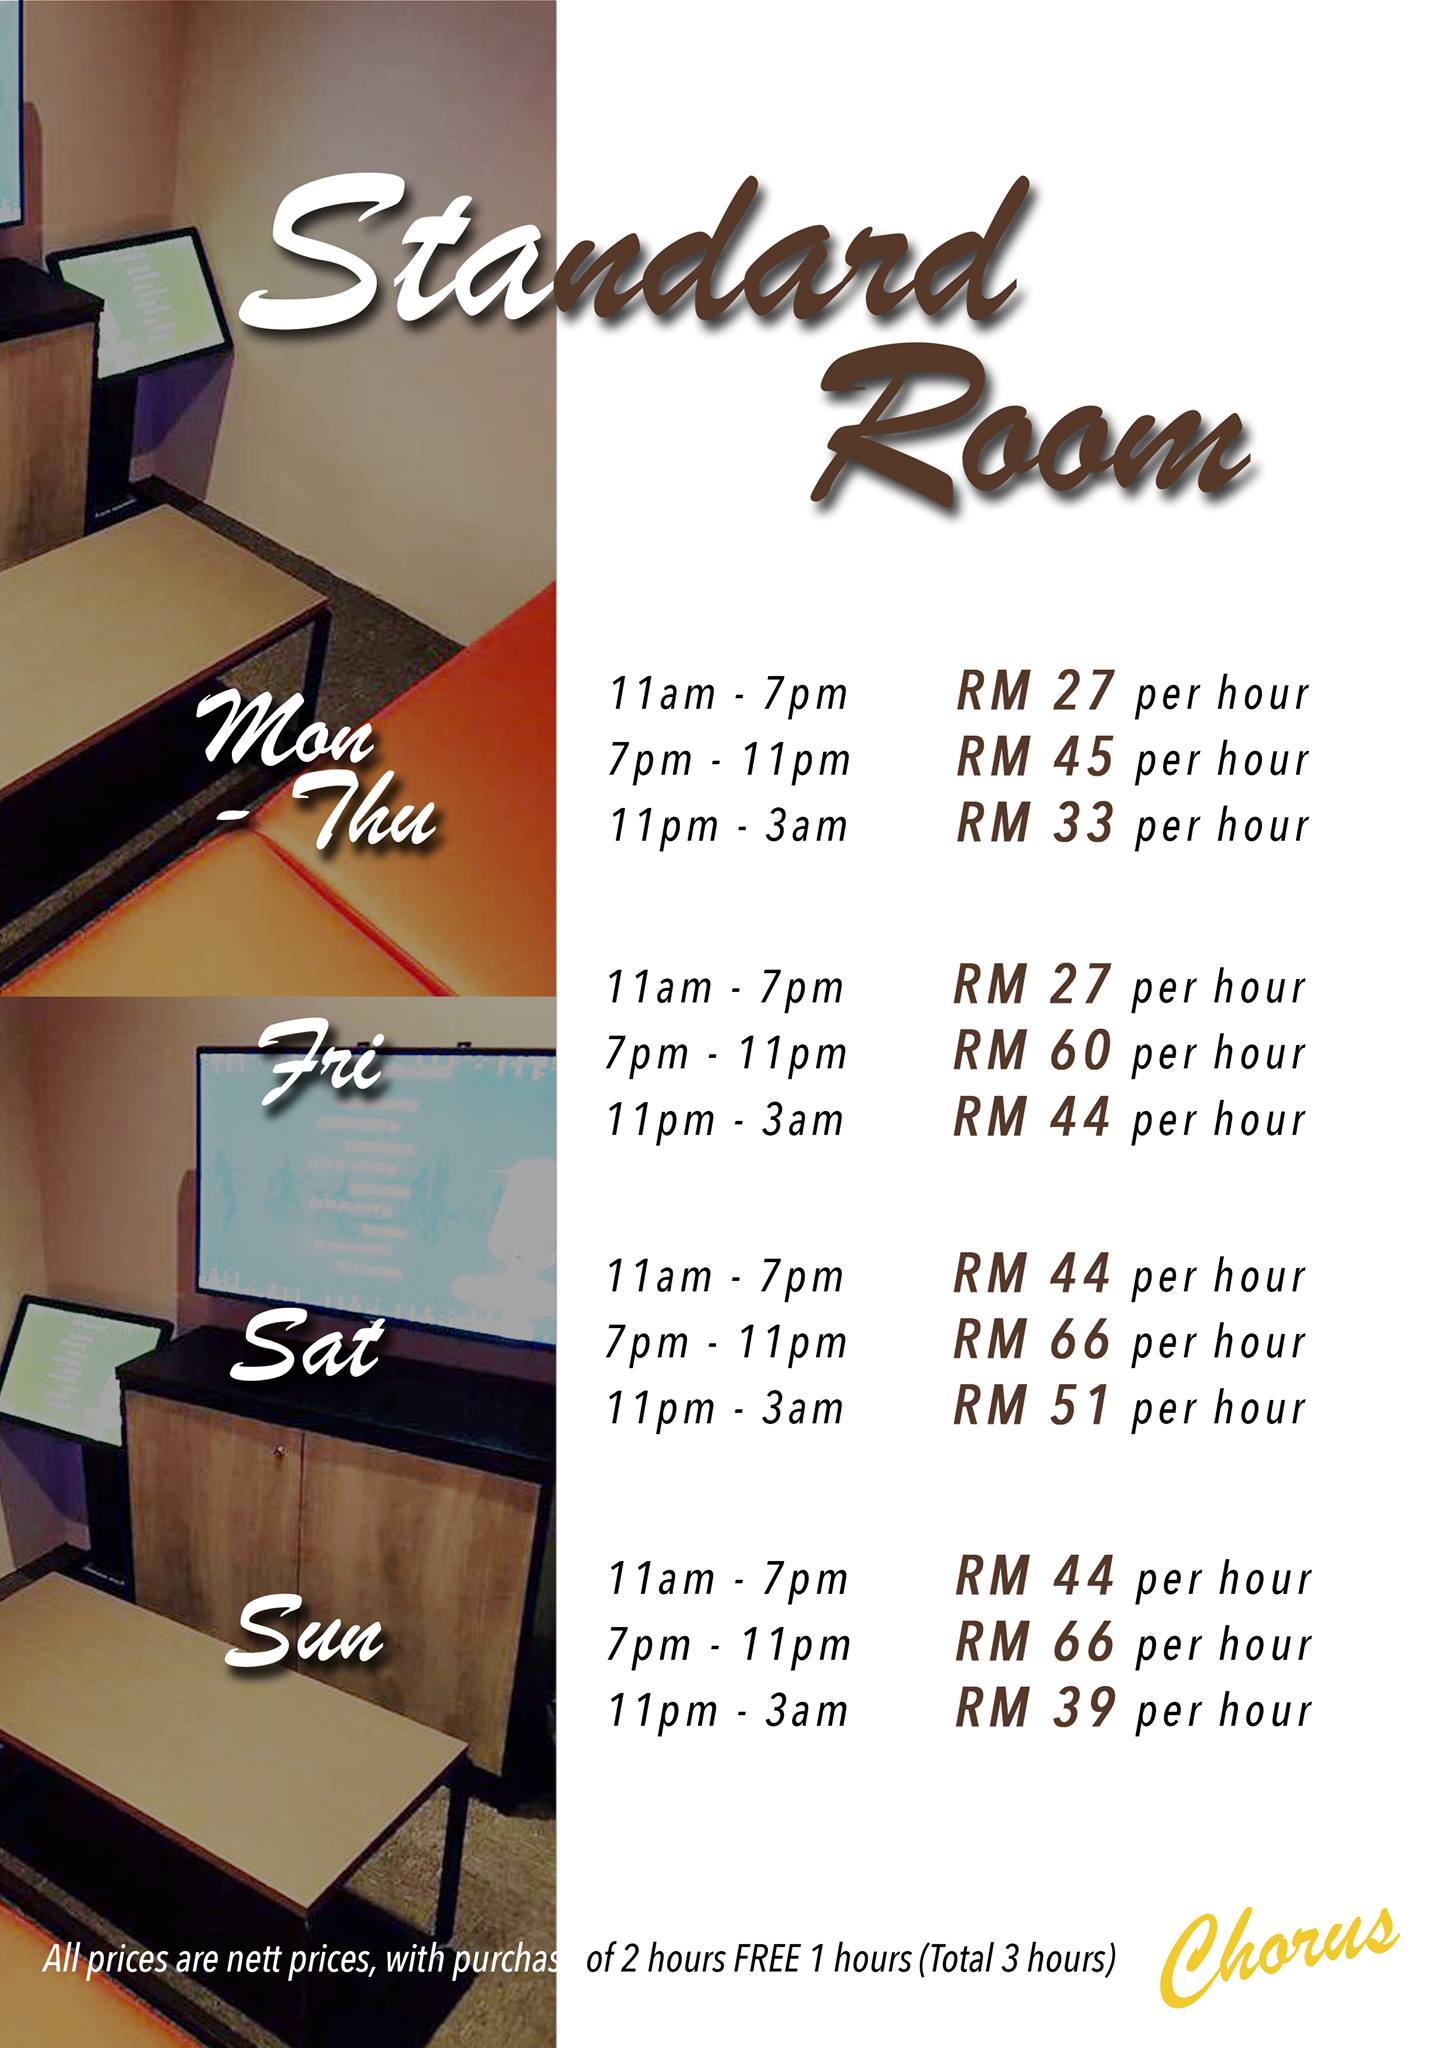 Standard
Room
Mon
- Thu
11am - 7pm RM 27 per hour
7pm - 11pm RM 45 per hour
11pm - 3am RM 33 per hour
Fri
11am - 7pm RM 27 per hour
7pm - 11pm RM 60 per hour
11pm - 3am RM 44 per hour
Sat
11am - 7pm RM 44 per hour
7pm - 11pm RM 66 per hour
11pm - 3am RM 51 per hour
Sun
11am - 7pm RM 44 per hour
7pm - 11pm RM 66 per hour
11pm - 3am RM 39 per hour
All prices are nett prices, with purchas of 2 hours FREE 1 hours (Total 3 hours)
Chorus